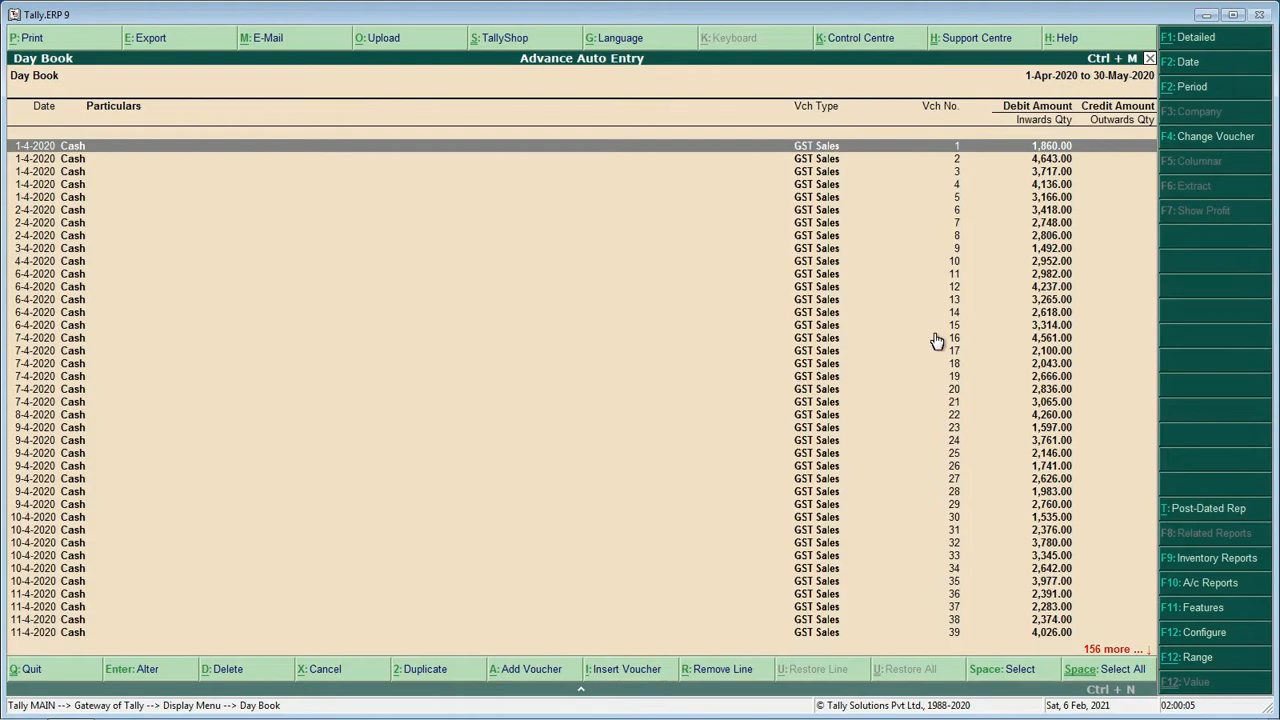 Tally.ERP 9
P: Print E: Export M: E-Mail O: Upload S: TallyShop G: Language K: Keyboard K: Control Centre H: Support Centre H: Help
Day Book Advance Auto Entry Ctrl + M
Day Book 1-Apr-2020 to 30-May-2020
Date Particulars Vch Type Vch No. Debit Amount Credit Amount
Inwards Qty Outwards Qty
1-4-2020 Cash GST Sales 1 1,860.00
1-4-2020 Cash GST Sales 2 4,643.00
1-4-2020 Cash GST Sales 3 3,717.00
1-4-2020 Cash GST Sales 4 4,136.00
1-4-2020 Cash GST Sales 5 3,166.00
2-4-2020 Cash GST Sales 6 3,418.00
2-4-2020 Cash GST Sales 7 2,748.00
2-4-2020 Cash GST Sales 8 2,806.00
3-4-2020 Cash GST Sales 9 1,492.00
4-4-2020 Cash GST Sales 10 2,952.00
6-4-2020 Cash GST Sales 11 2,982.00
6-4-2020 Cash GST Sales 12 4,237.00
6-4-2020 Cash GST Sales 13 3,265.00
6-4-2020 Cash GST Sales 14 2,618.00
6-4-2020 Cash GST Sales 15 3,314.00
7-4-2020 Cash GST Sales 16 4,561.00
7-4-2020 Cash GST Sales 17 2,100.00
7-4-2020 Cash GST Sales 18 2,043.00
7-4-2020 Cash GST Sales 19 2,666.00
7-4-2020 Cash GST Sales 20 2,836.00
7-4-2020 Cash GST Sales 21 3,065.00
8-4-2020 Cash GST Sales 22 4,260.00
9-4-2020 Cash GST Sales 23 1,597.00
9-4-2020 Cash GST Sales 24 3,761.00
9-4-2020 Cash GST Sales 25 2,146.00
9-4-2020 Cash GST Sales 26 1,741.00
9-4-2020 Cash GST Sales 27 2,626.00
9-4-2020 Cash GST Sales 28 1,983.00
9-4-2020 Cash GST Sales 29 2,760.00
10-4-2020 Cash GST Sales 30 1,535.00
10-4-2020 Cash GST Sales 31 2,376.00
10-4-2020 Cash GST Sales 32 3,780.00
10-4-2020 Cash GST Sales 33 3,345.00
10-4-2020 Cash GST Sales 34 2,642.00
10-4-2020 Cash GST Sales 35 3,977.00
11-4-2020 Cash GST Sales 36 2,391.00
11-4-2020 Cash GST Sales 37 2,283.00
11-4-2020 Cash GST Sales 38 2,374.00
11-4-2020 Cash GST Sales 39 4,026.00
156 more ... ↓
F1: Detailed
F2: Date
F2: Period
F3: Company
F4: Change Voucher
F5: Columnar
F6: Extract
F7: Show Profit
T: Post-Dated Rep
F8: Related Reports
F9: Inventory Reports
F10: A/c Reports
F11: Features
F12: Configure
F12: Range
F12: Value
Q: Quit Enter: Alter D: Delete X: Cancel 2: Duplicate A: Add Voucher I: Insert Voucher R: Remove Line U: Restore Line U: Restore All Space: Select Space: Select All
Ctrl + N
Tally MAIN --> Gateway of Tally --> Display Menu --> Day Book © Tally Solutions Pvt Ltd., 1988-2020 Sat, 6 Feb, 2021 02:00:05